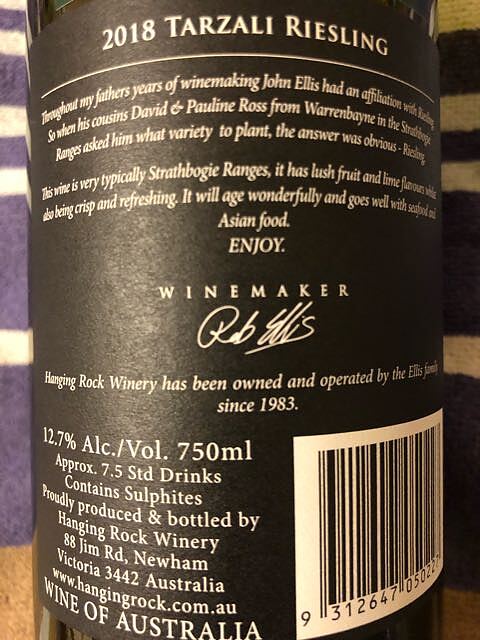 2018 TARZALI RIESLING
Throughout my fathers years of winemaking John Ellis had an affiliation with Riesling.
So when his cousins David & Pauline Ross from Warrenbayne in the Strathbogie
Ranges asked him what variety to plant, the answer was obvious - Riesling.
This wine is very typically Strathbogie Ranges, it has lush fruit and lime flavours whilst
also being crisp and refreshing. It will age wonderfully and goes well with seafood and
Asian food.
ENJOY.
WINEMAKER
Rob Ellis
Hanging Rock Winery has been owned and operated by the Ellis family
since 1983.
12.7% Alc./Vol. 750ml
Approx. 7.5 Std Drinks
Contains Sulphites
Proudly produced & bottled by
Hanging Rock Winery
88 Jim Rd, Newham
Victoria 3442 Australia
www.hangingrock.com.au
WINE OF AUSTRALIA
9 312647 05022